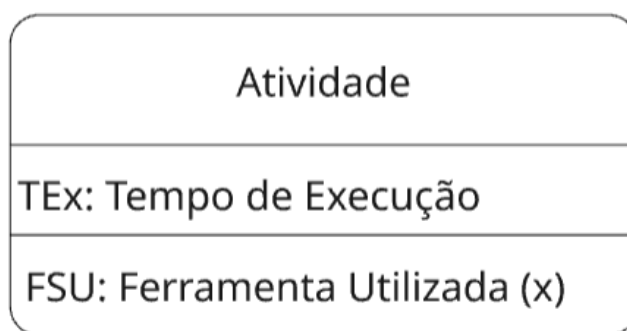 Atividade
TEx: Tempo de Execução
FSU: Ferramenta Utilizada (x)